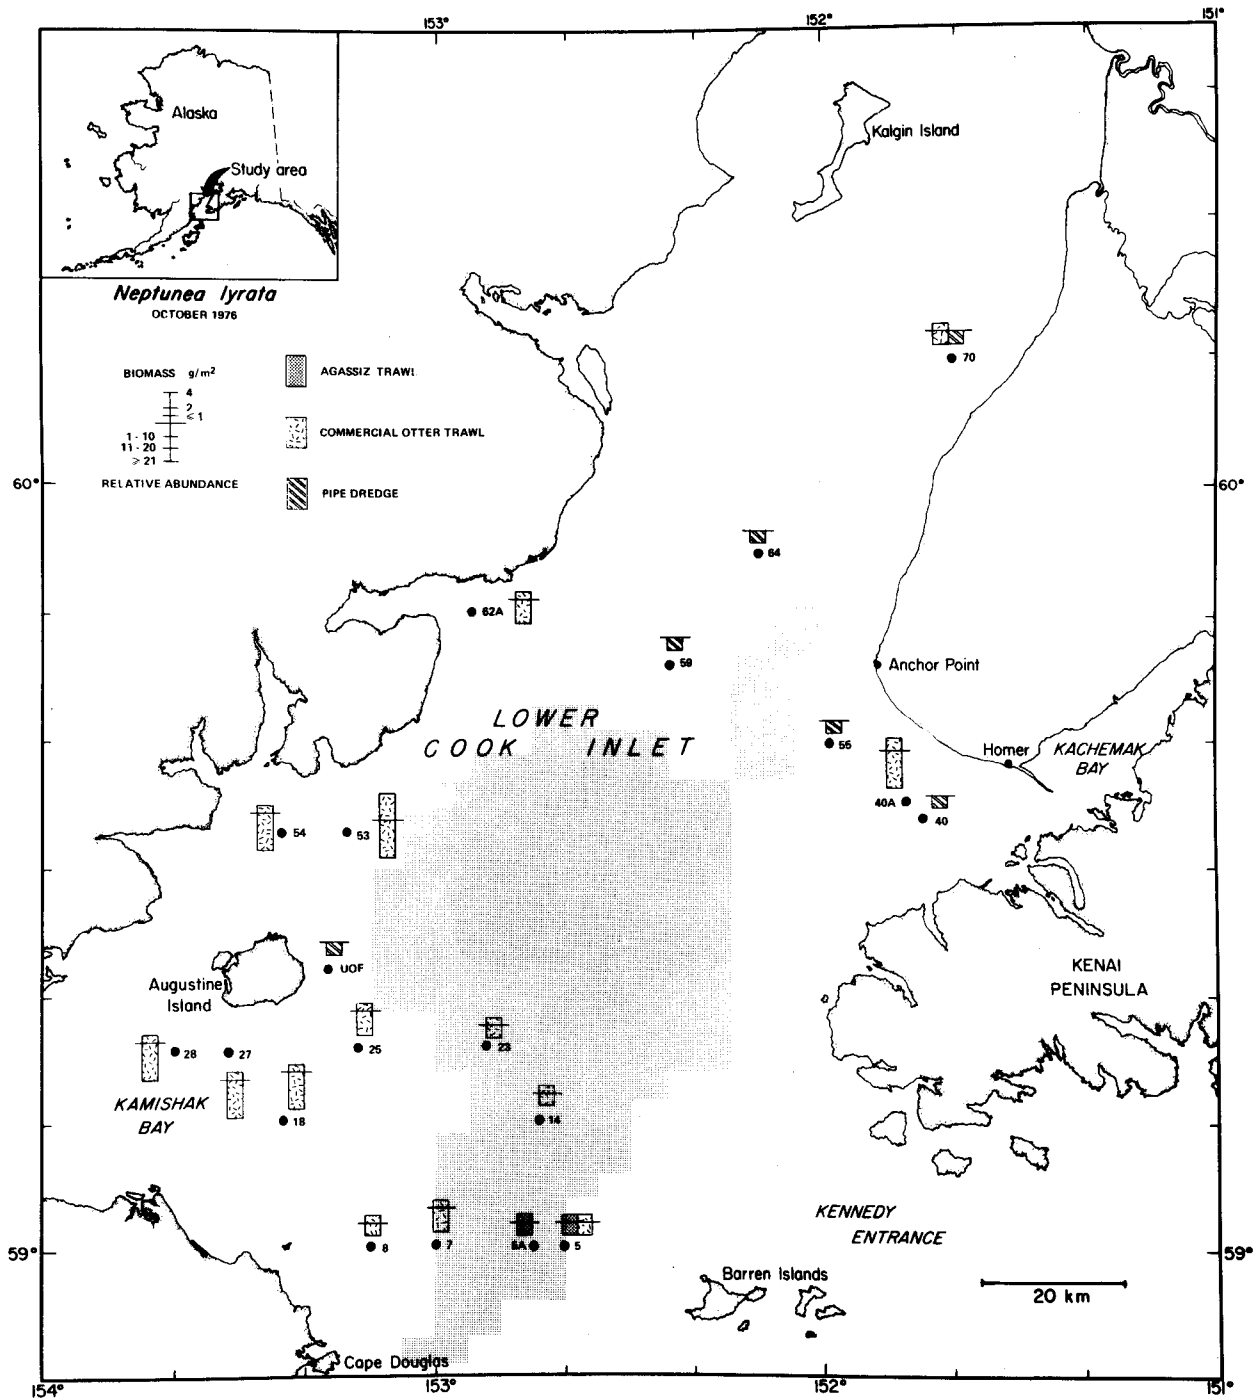 153°
152°
151°
Alaska
Study area
Kalgin Island
Neptunea lyrata
OCTOBER 1976
BIOMASS g/m²
4
2
≤ 1
1 - 10
11 - 20
≥ 21
RELATIVE ABUNDANCE
AGASSIZ TRAWL
COMMERCIAL OTTER TRAWL
PIPE DREDGE
70
60°
60°
64
62A
59
Anchor Point
LOWER
COOK INLET
55
Homer
KACHEMAK
BAY
40A
40
54
53
UOF
Augustine
Island
KENAI
PENINSULA
28
27
25
23
KAMISHAK
BAY
18
14
KENNEDY
ENTRANCE
8
7
5
59°
59°
Barren Islands
20 km
Cape Douglas
154°
153°
152°
151°